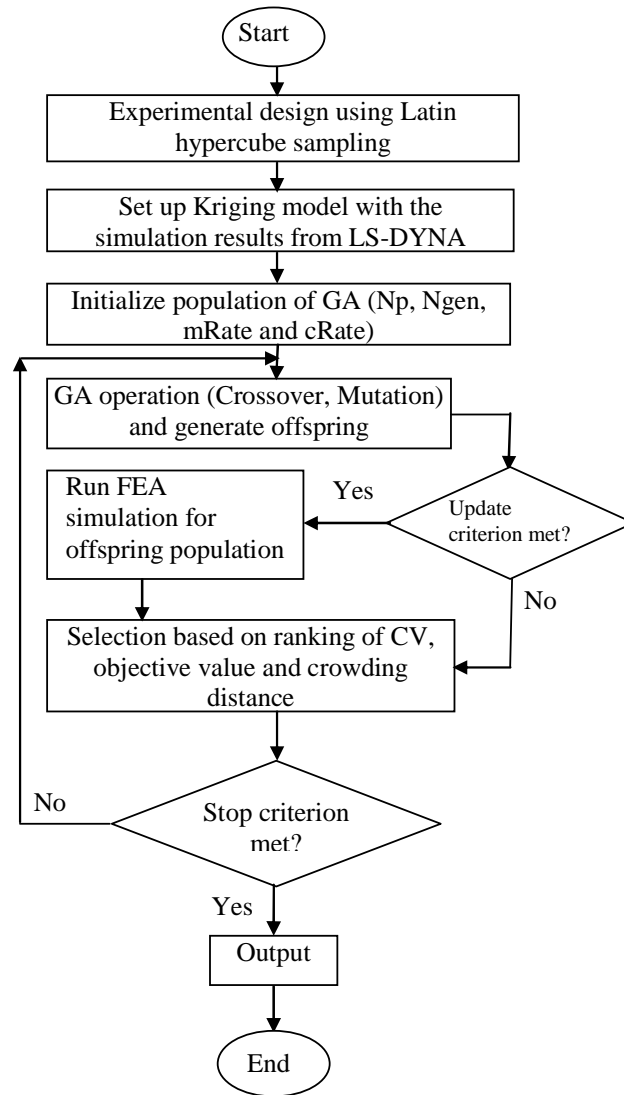 Start
Experimental design using Latin
hypercube sampling
Set up Kriging model with the
simulation results from LS-DYNA
Initialize population of GA (Np, Ngen,
mRate and cRate)
GA operation (Crossover, Mutation)
and generate offspring
Run FEA
simulation for
offspring population
Yes
Update
criterion met?
No
Selection based on ranking of CV,
objective value and crowding
distance
No
Stop criterion
met?
Yes
Output
End